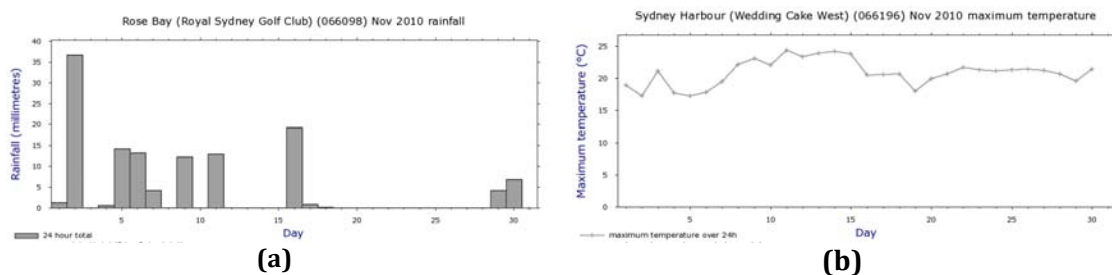 Rose Bay (Royal Sydney Golf Club) (066098) Nov 2010 rainfall
40
35
30
25
20
15
10
5
0
Rainfall (millimetres)
5
10
15
20
25
30
Day
24 hour total
(a)
Sydney Harbour (Wedding Cake West) (066196) Nov 2010 maximum temperature
25
20
15
10
5
0
Maximum temperature (°C)
5
10
15
20
25
30
Day
maximum temperature over 24h
(b)